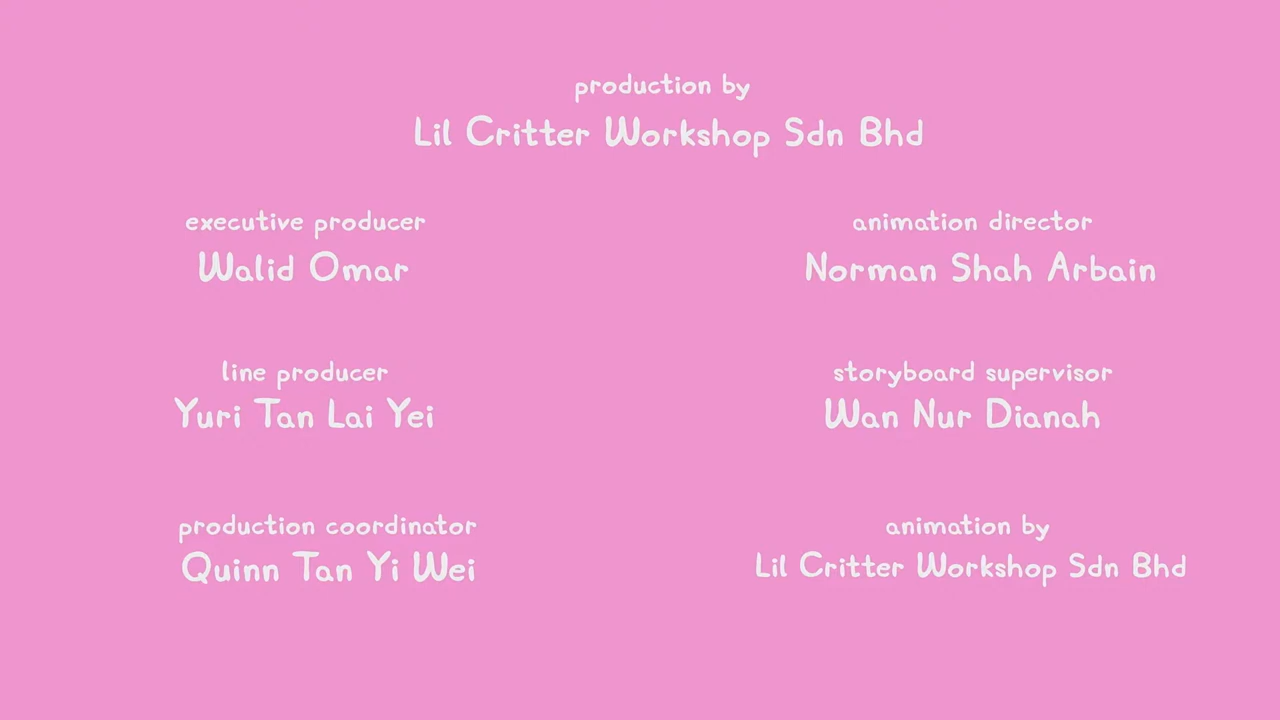 production by
Lil Critter Workshop Sdn Bhd
executive producer
Walid Omar
animation director
Norman Shah Arbain
line producer
Yuri Tan Lai Yei
storyboard supervisor
Wan Nur Dianah
production coordinator
Quinn Tan Yi Wei
animation by
Lil Critter Workshop Sdn Bhd